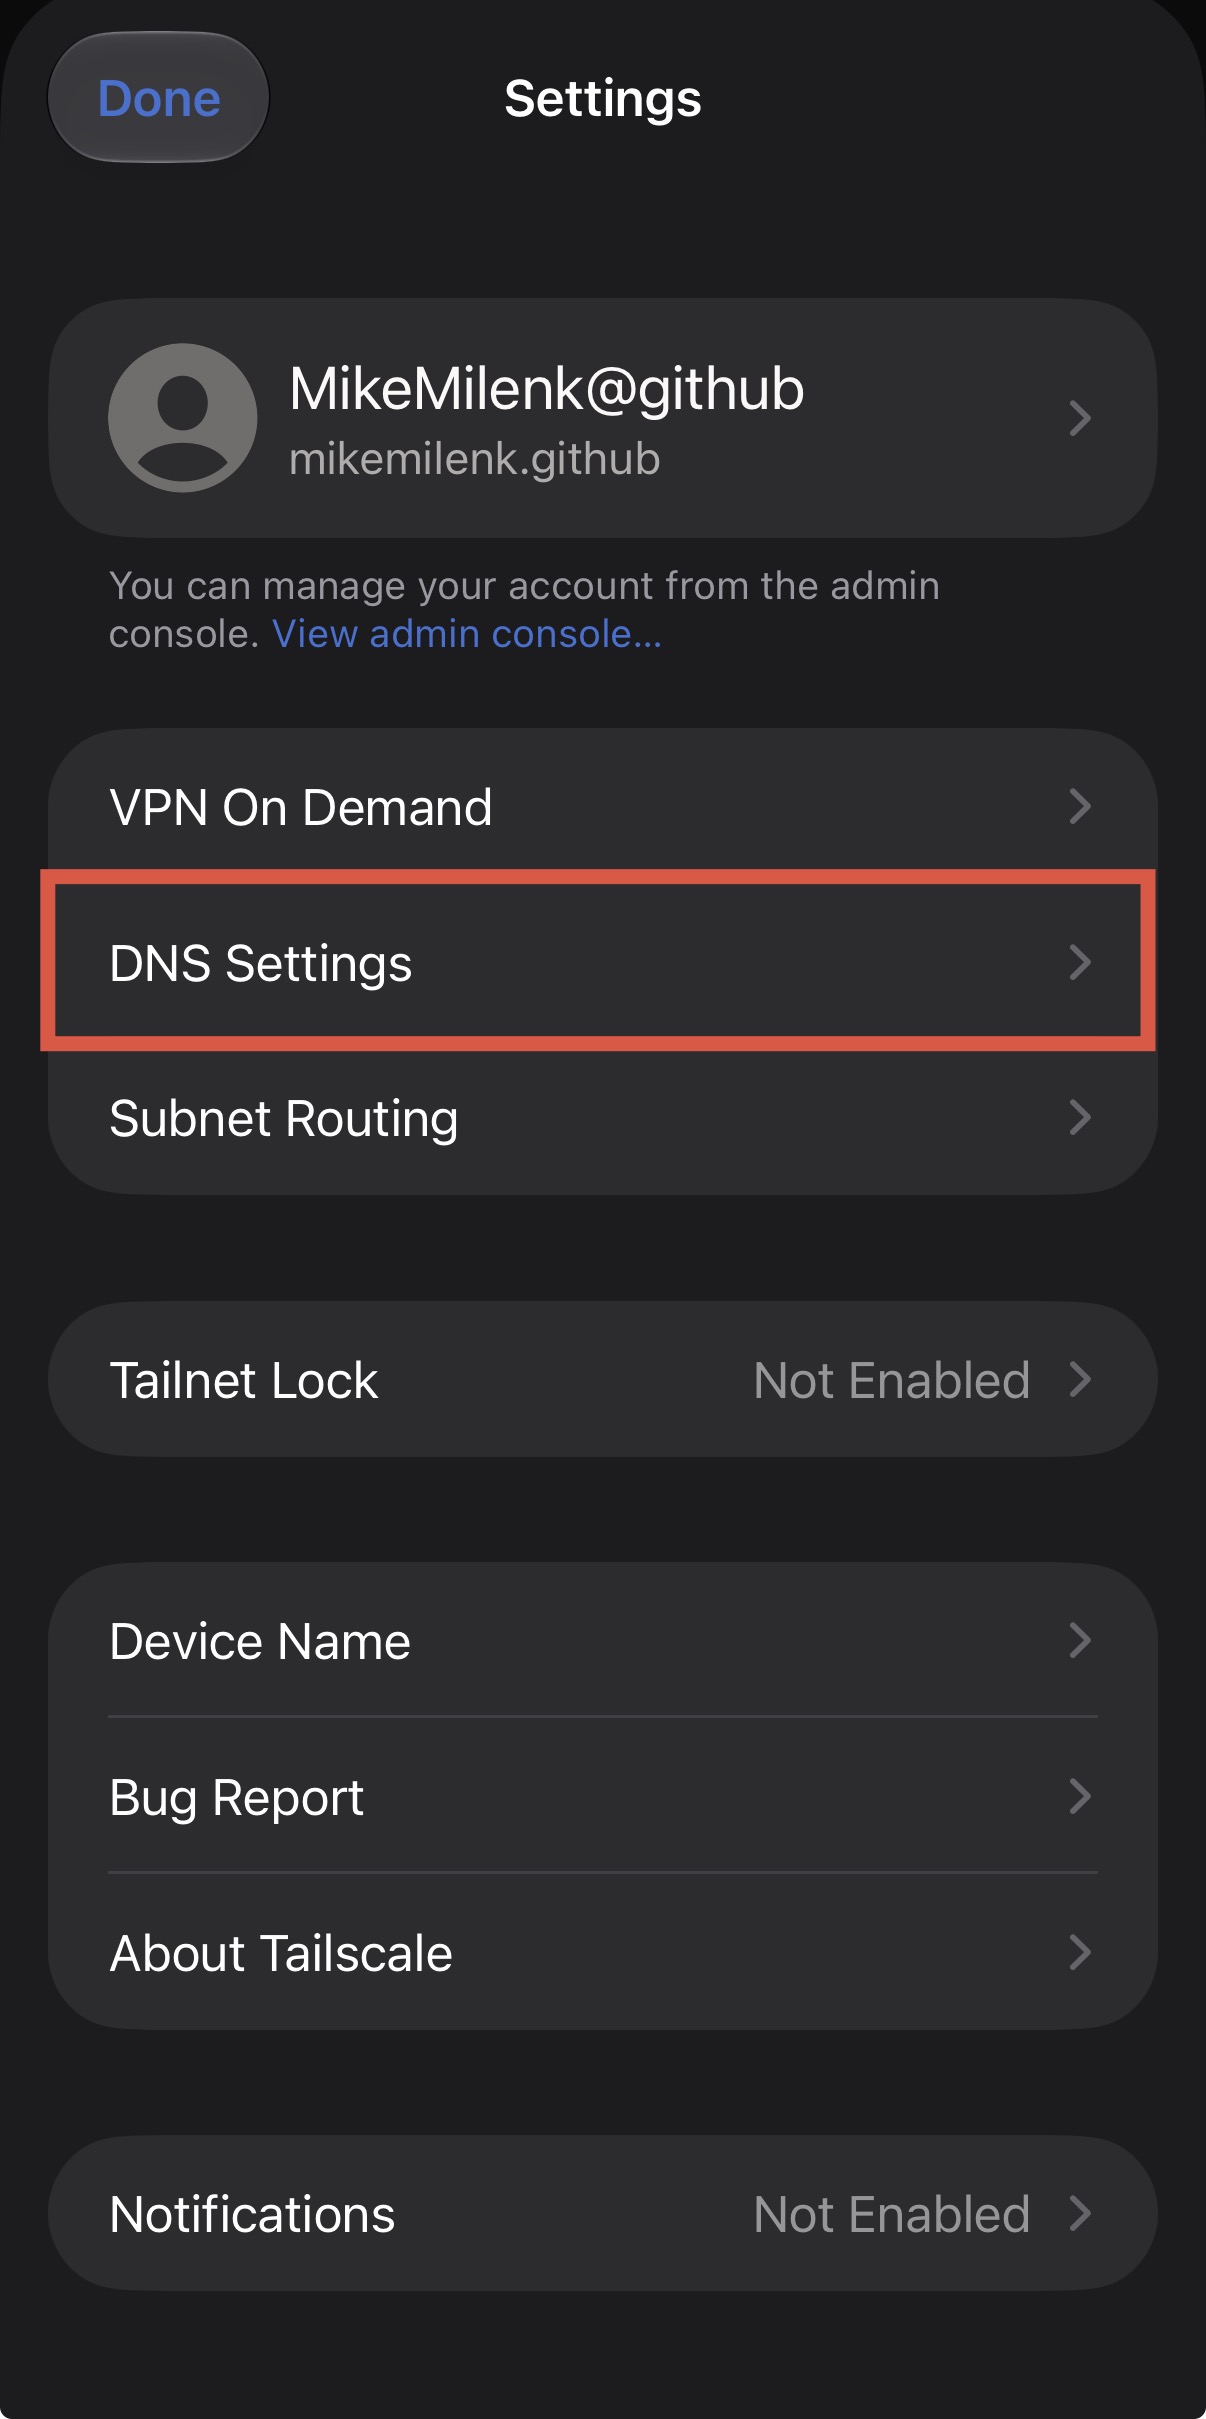 Done
Settings
MikeMilenk@github
mikemilenk.github
You can manage your account from the admin
console. View admin console...
VPN On Demand
DNS Settings
Subnet Routing
Tailnet Lock
Not Enabled
Device Name
Bug Report
About Tailscale
Notifications
Not Enabled